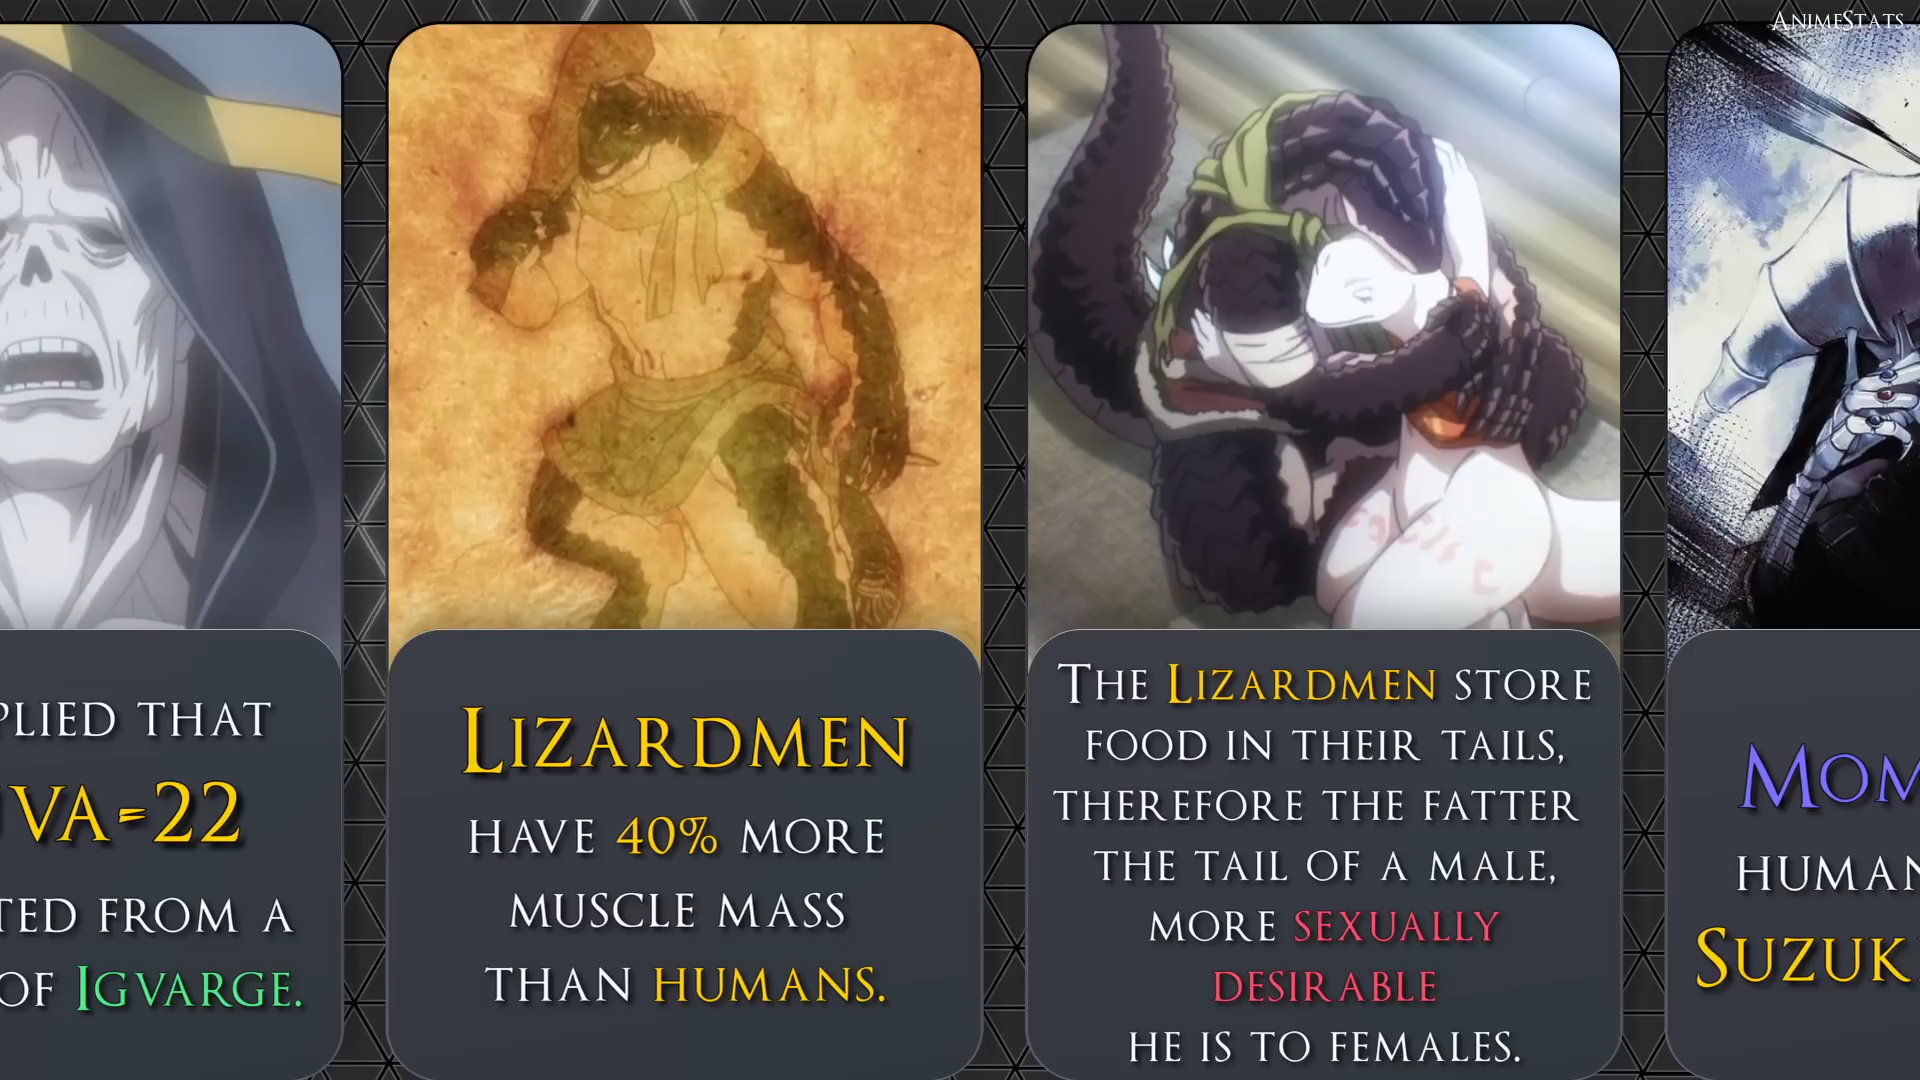 AnimeStats
plied that
va=22
ted from a
of Igvarge.
Lizardmen
have 40% more
muscle mass
than humans.
The Lizardmen store
food in their tails,
therefore the fatter
the tail of a male,
more sexually
desirable
he is to females.
Mom
human
Suzuk